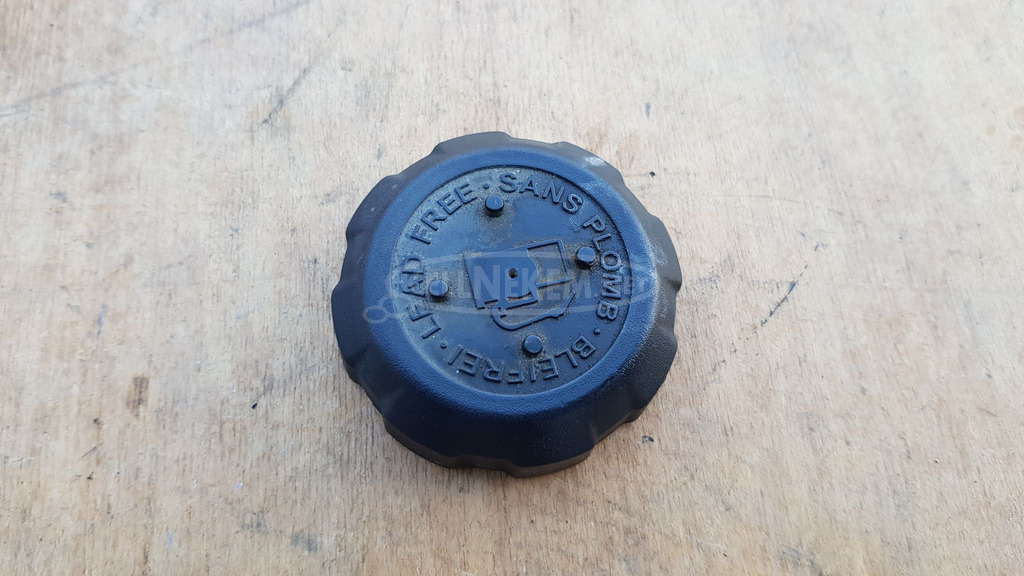 LEAD FREE · SANS PLOMB · BLEIFREI ·